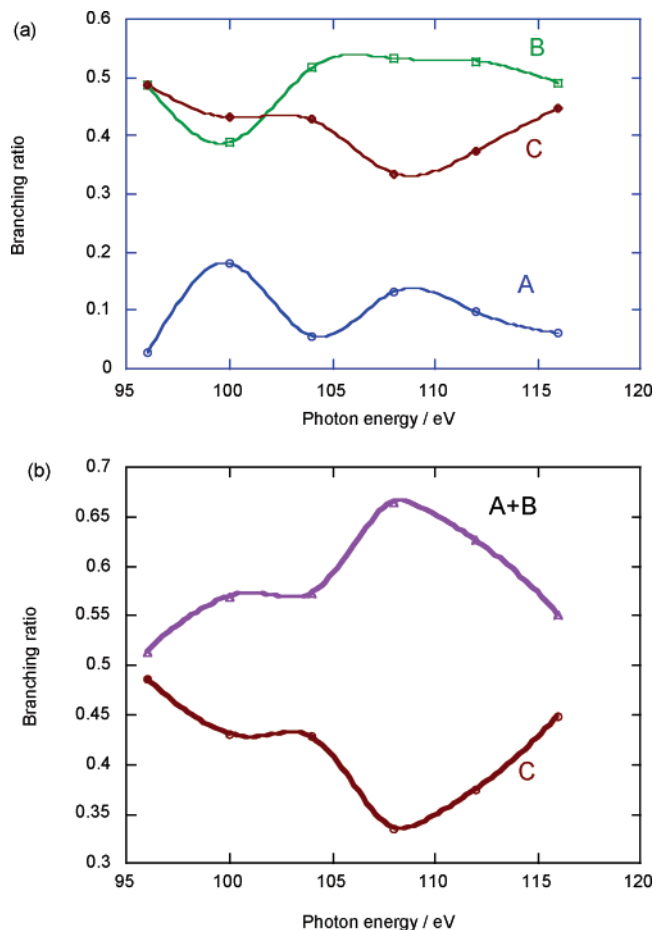 (a)
0.6
0.5
0.4
0.3
0.2
0.1
0
Branching ratio
B
C
A
95 100 105 110 115 120
Photon energy / eV
(b)
0.7
0.65
0.6
0.55
0.5
0.45
0.4
0.35
0.3
Branching ratio
A+B
C
95 100 105 110 115 120
Photon energy / eV